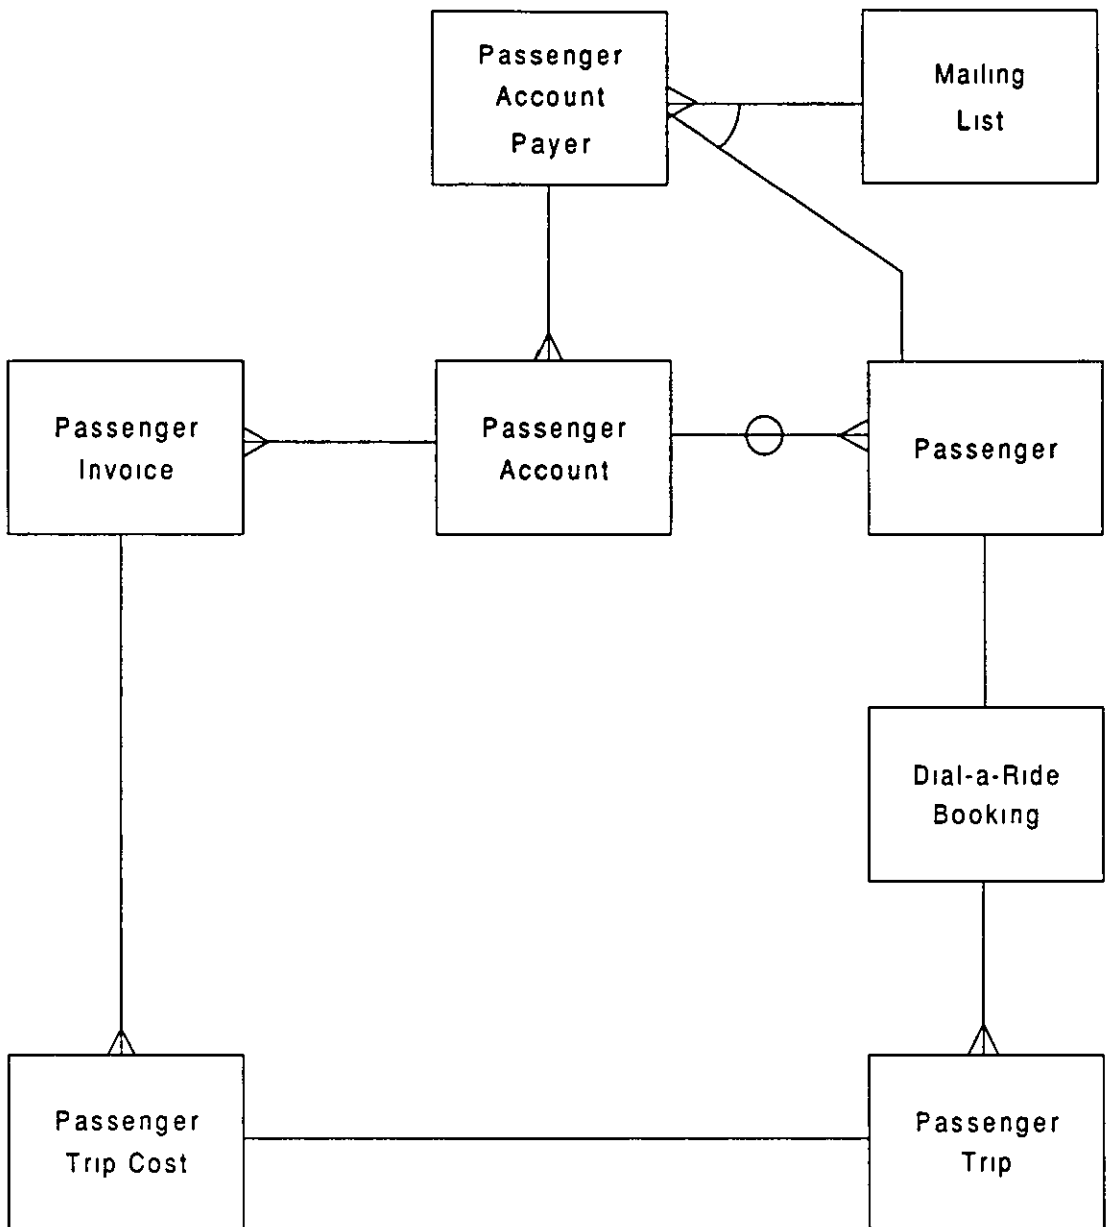 Passenger
Account
Payer
Mailing
List
Passenger
Invoice
Passenger
Account
Passenger
Dial-a-Ride
Booking
Passenger
Trip Cost
Passenger
Trip